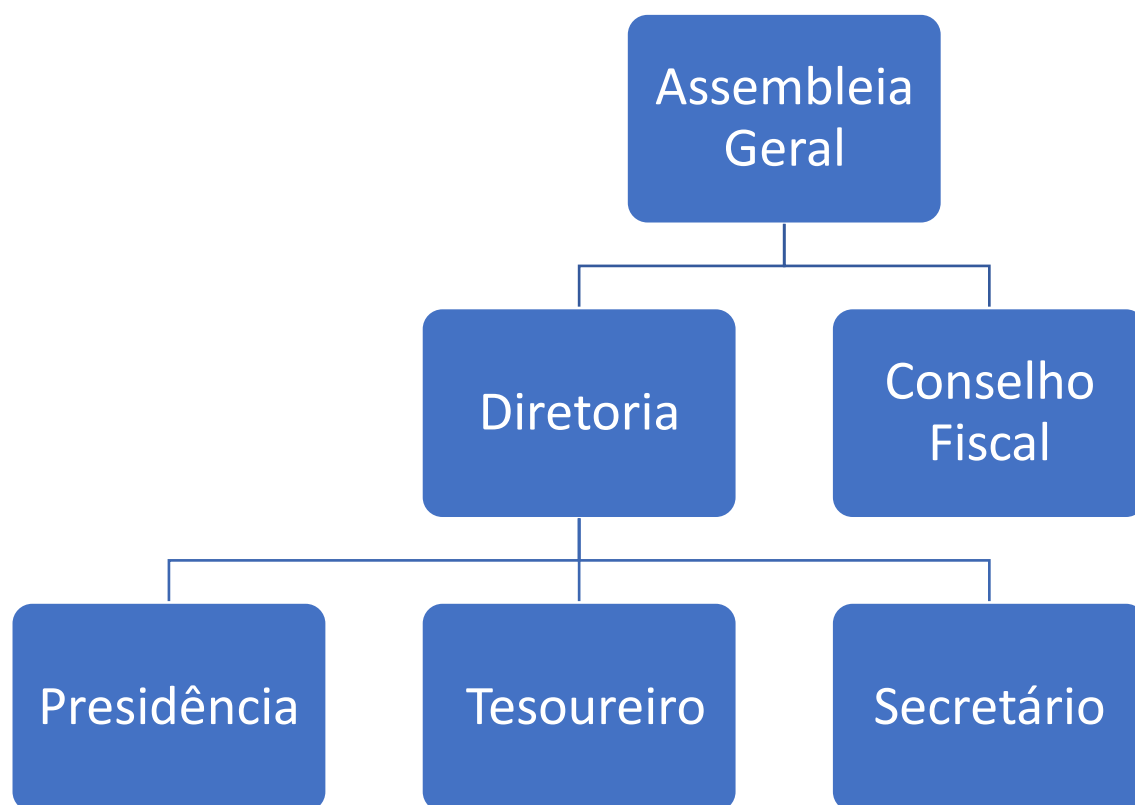 Assembleia
Geral
Diretoria
Conselho
Fiscal
Presidência
Tesoureiro
Secretário